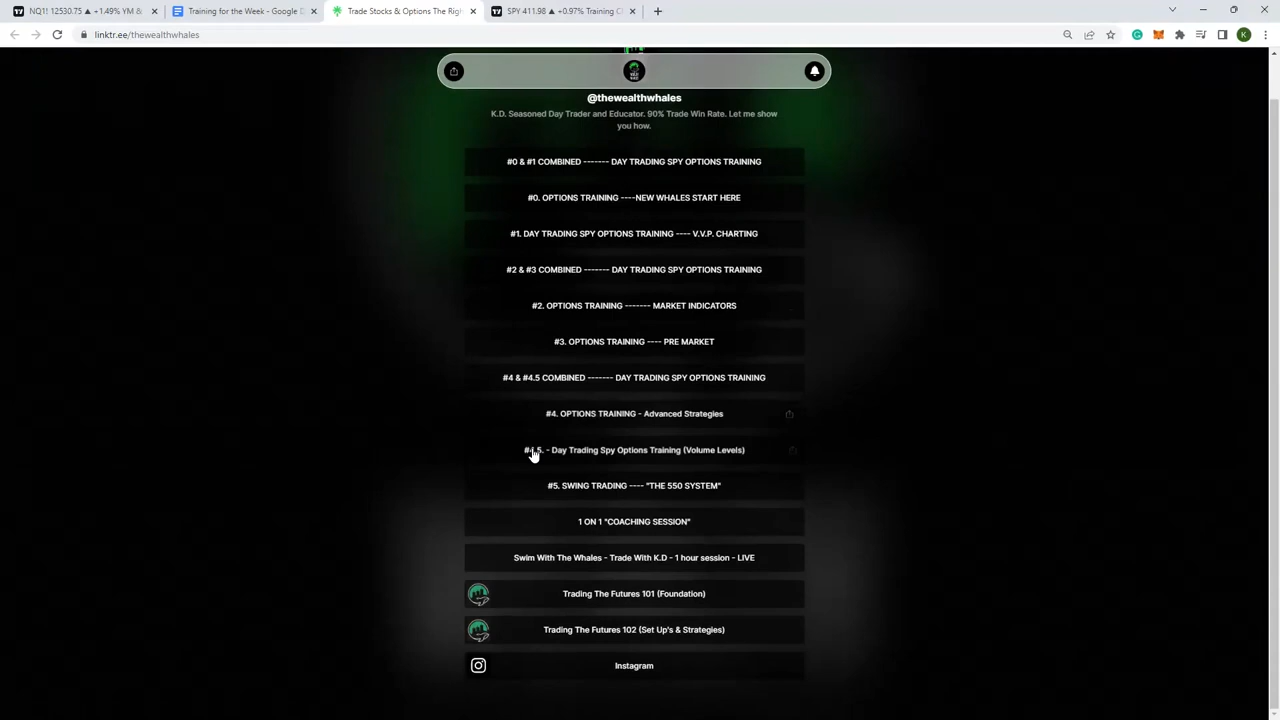 NQ1! 12530.75 ▲ +1.49% YM &
Training for the Week - Google D
Trade Stocks & Options The Rig
SPY 411.98 ▲ +0.97% Training C
linktr.ee/thewealthwhales
K
@thewealthwhales
K.D. Seasoned Day Trader and Educator. 90% Trade Win Rate. Let me show
you how.
#0 & #1 COMBINED ------- DAY TRADING SPY OPTIONS TRAINING
#0. OPTIONS TRAINING ----NEW WHALES START HERE
#1. DAY TRADING SPY OPTIONS TRAINING ---- V.V.P. CHARTING
#2 & #3 COMBINED ------- DAY TRADING SPY OPTIONS TRAINING
#2. OPTIONS TRAINING ------- MARKET INDICATORS
#3. OPTIONS TRAINING ---- PRE MARKET
#4 & #4.5 COMBINED ------- DAY TRADING SPY OPTIONS TRAINING
#4. OPTIONS TRAINING - Advanced Strategies
#4.5. - Day Trading Spy Options Training (Volume Levels)
#5. SWING TRADING ---- "THE 550 SYSTEM"
1 ON 1 "COACHING SESSION"
Swim With The Whales - Trade With K.D - 1 hour session - LIVE
Trading The Futures 101 (Foundation)
Trading The Futures 102 (Set Up's & Strategies)
Instagram